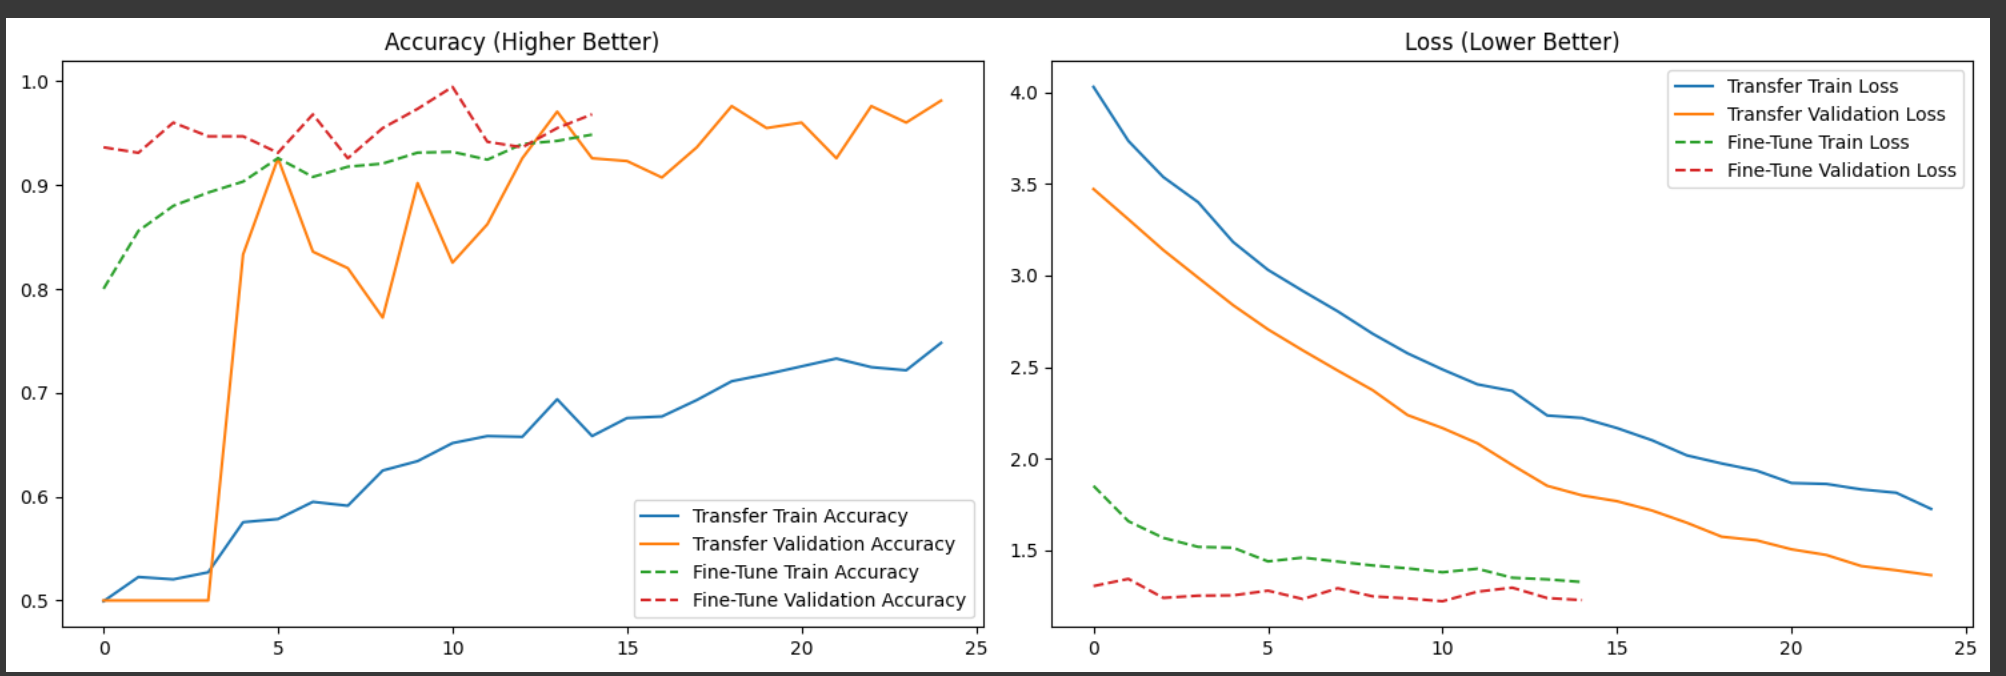 Accuracy (Higher Better)
1.0
0.9
0.8
0.7
0.6
0.5
0 5 10 15 20 25
Transfer Train Accuracy
Transfer Validation Accuracy
Fine-Tune Train Accuracy
Fine-Tune Validation Accuracy
Loss (Lower Better)
4.0
3.5
3.0
2.5
2.0
1.5
0 5 10 15 20 25
Transfer Train Loss
Transfer Validation Loss
Fine-Tune Train Loss
Fine-Tune Validation Loss